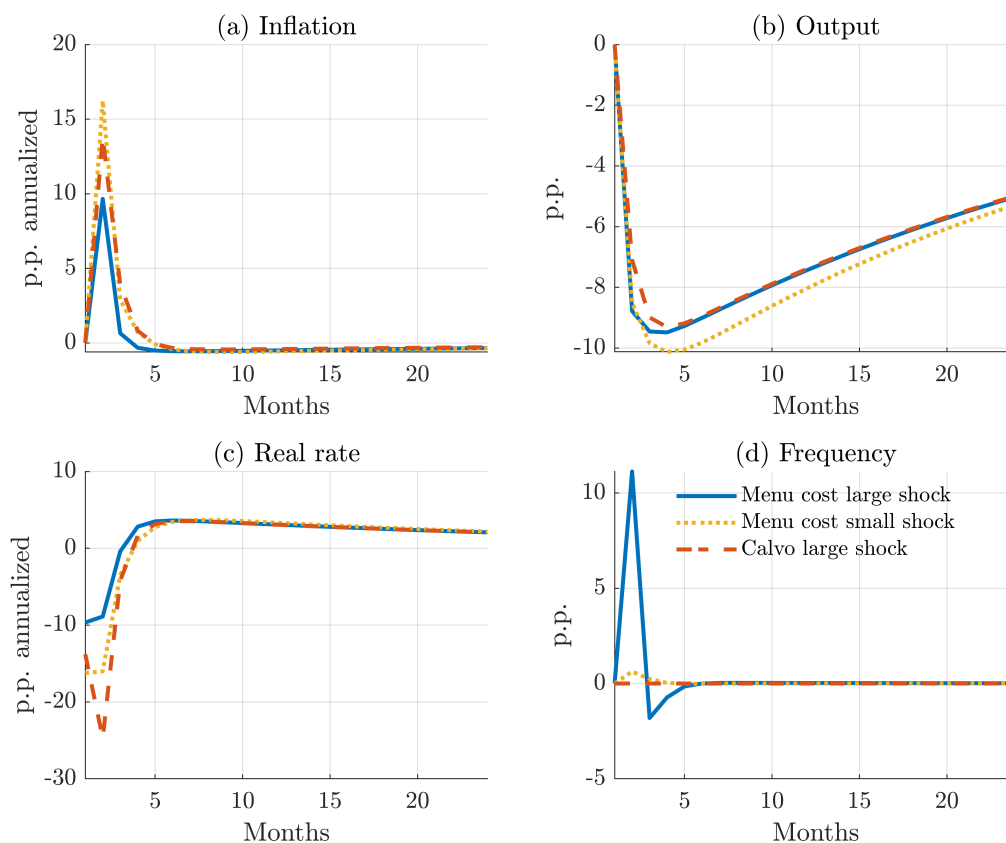 (a) Inflation
20
15
10
5
0
p.p. annualized
5
10
15
20
Months
(b) Output
0
-2
-4
-6
-8
-10
p.p.
5
10
15
20
Months
(c) Real rate
10
0
-10
-20
-30
p.p. annualized
5
10
15
20
Months
(d) Frequency
10
5
0
-5
p.p.
Menu cost large shock
Menu cost small shock
Calvo large shock
5
10
15
20
Months